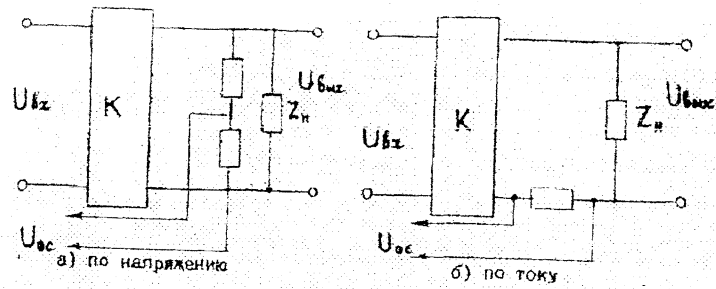 Uвх
K
Uвых
Zн
Uос
а) по напряжению
Uвх
K
Uвых
Zн
Uос
б) по току